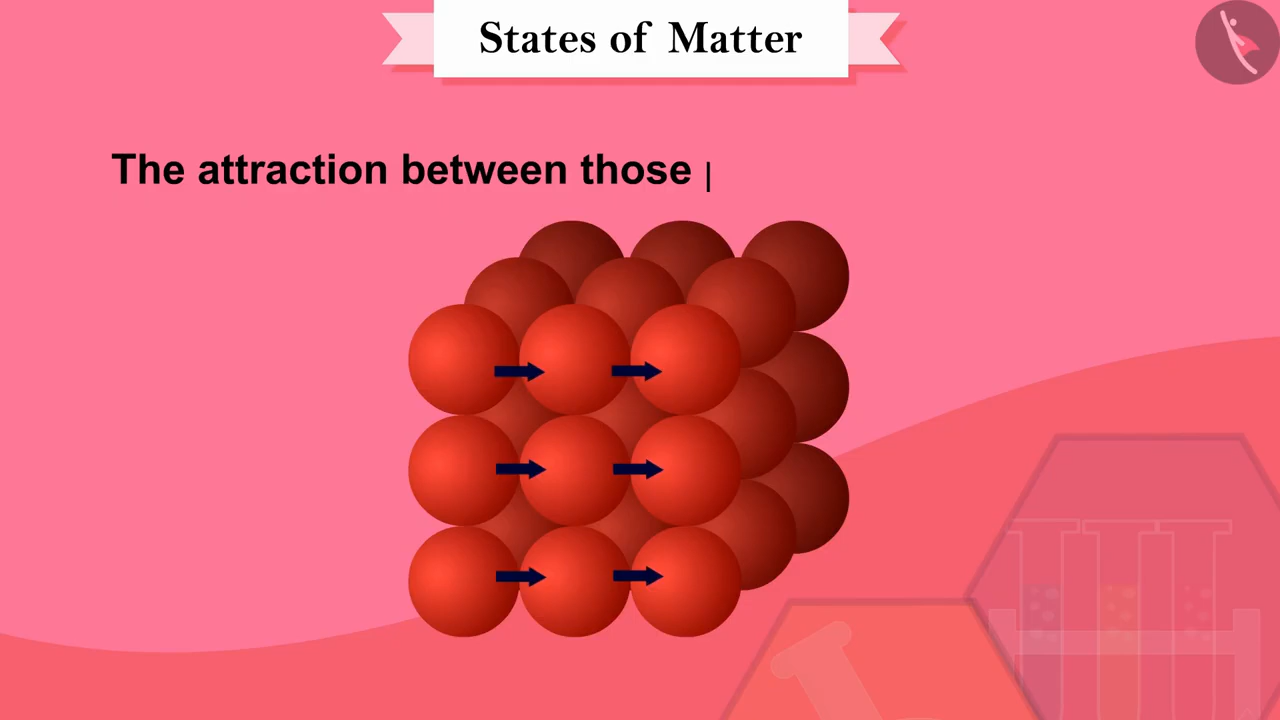 States of Matter
The attraction between those